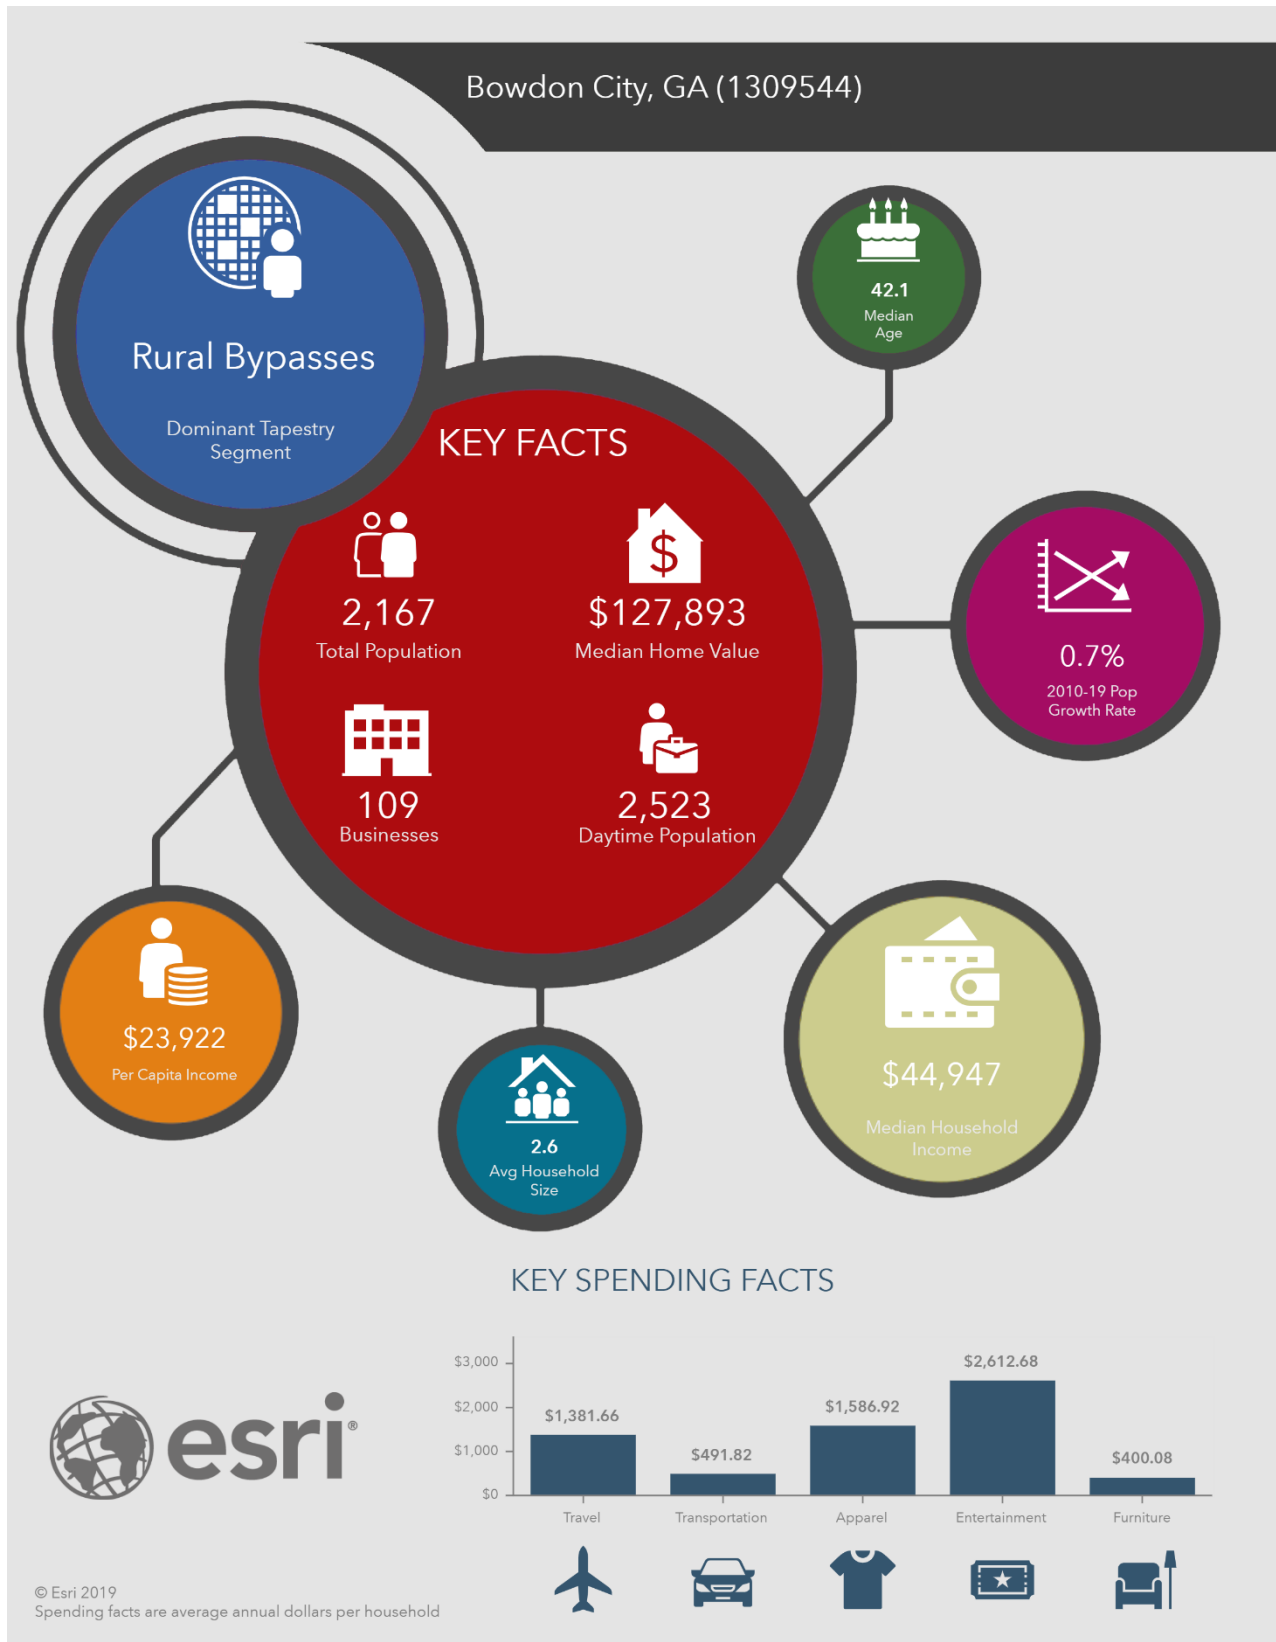 Bowdon City, GA (1309544)
Rural Bypasses
Dominant Tapestry
Segment
42.1
Median
Age
KEY FACTS
2,167
Total Population
$127,893
Median Home Value
109
Businesses
2,523
Daytime Population
0.7%
2010-19 Pop
Growth Rate
$23,922
Per Capita Income
2.6
Avg Household
Size
$44,947
Median Household
Income
KEY SPENDING FACTS
$3,000
$2,000
$1,000
$0
$1,381.66
$491.82
$1,586.92
$2,612.68
$400.08
Travel
Transportation
Apparel
Entertainment
Furniture
esri®
© Esri 2019
Spending facts are average annual dollars per household